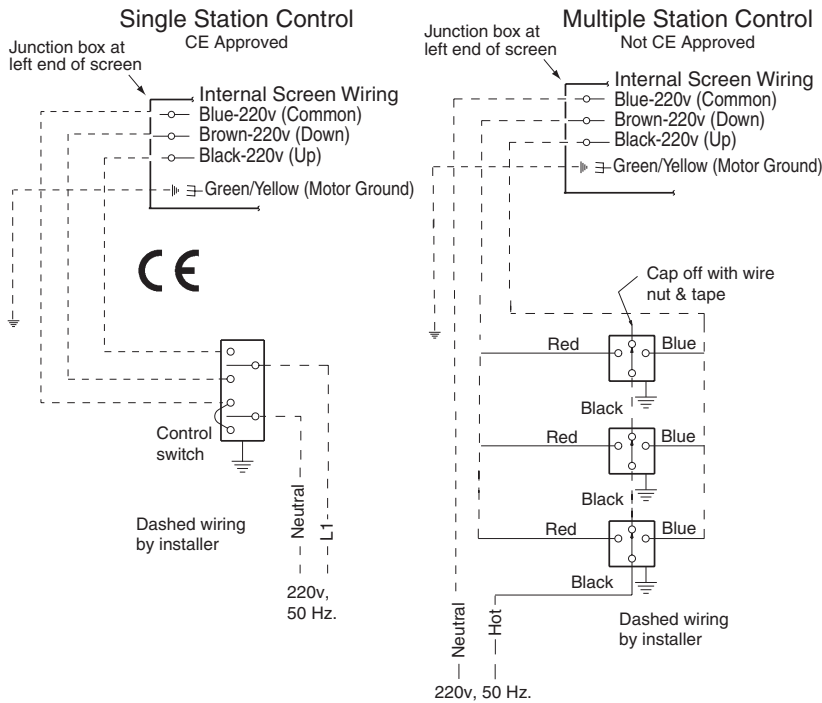 Single Station Control
CE Approved
Junction box at
left end of screen
Internal Screen Wiring
Blue-220v (Common)
Brown-220v (Down)
Black-220v (Up)
Green/Yellow (Motor Ground)
CE
Control
switch
Dashed wiring
by installer
Neutral
L1
220v,
50 Hz.
Multiple Station Control
Not CE Approved
Junction box at
left end of screen
Internal Screen Wiring
Blue-220v (Common)
Brown-220v (Down)
Black-220v (Up)
Green/Yellow (Motor Ground)
Cap off with wire
nut & tape
Red
Blue
Black
Red
Blue
Black
Red
Blue
Black
Dashed wiring
by installer
Neutral
Hot
220v, 50 Hz.